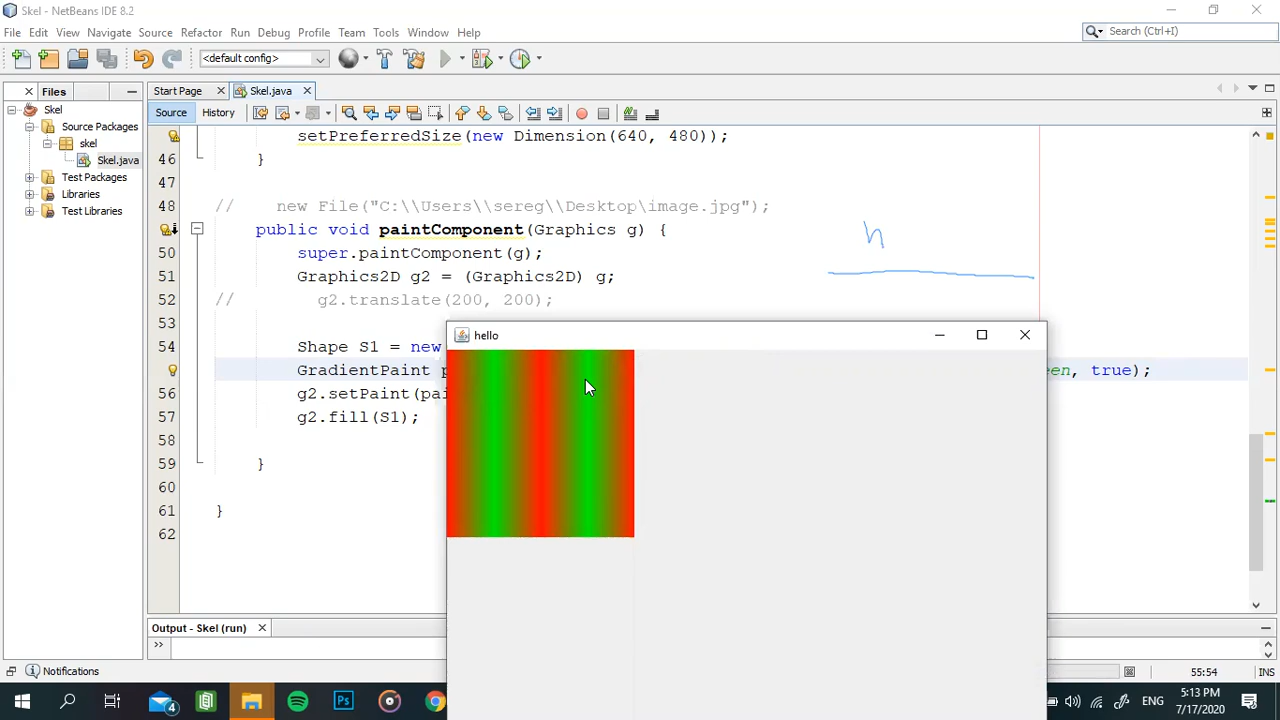 Skel - NetBeans IDE 8.2
File Edit View Navigate Source Refactor Run Debug Profile Team Tools Window Help
Search (Ctrl+I)
<default config>
Files
Start Page
Skel.java
Skel
Source Packages
skel
Skel.java
Test Packages
Libraries
Test Libraries
Source History
setPreferredSize(new Dimension(640, 480));
46 }
47
48 // new File("C:\\Users\\sereg\\Desktop\image.jpg");
public void paintComponent(Graphics g) {
50 super.paintComponent(g);
51 Graphics2D g2 = (Graphics2D) g;
52 // g2.translate(200, 200);
53
54 Shape S1 = new
GradientPaint p een, true);
56 g2.setPaint(pai
57 g2.fill(S1);
58
59 }
60
61 }
62
h
hello
Output - Skel (run)
>>
Notifications
55:54 INS
4
ENG
5:13 PM
7/17/2020